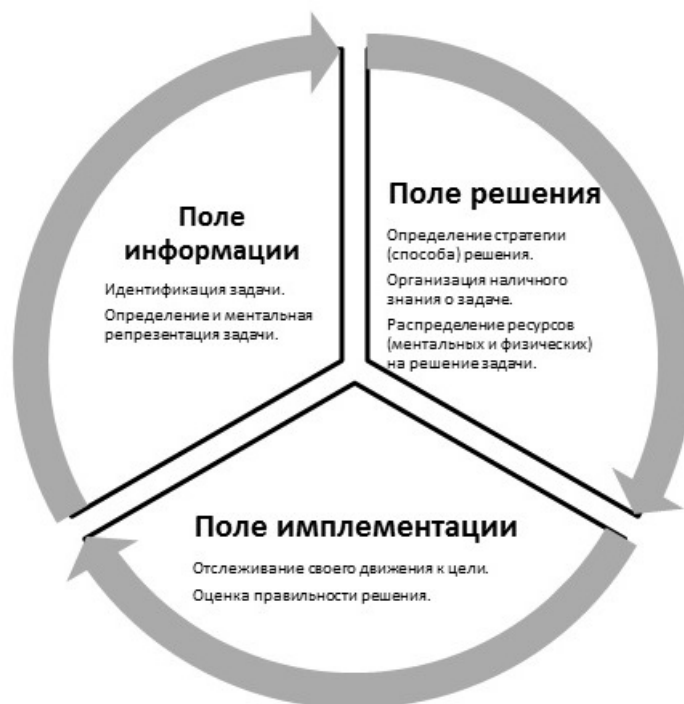 Поле
информации
Идентификация задачи.
Определение и ментальная
репрезентация задачи.
Поле решения
Определение стратегии
(способа) решения.
Организация наличного
знания о задаче.
Распределение ресурсов
(ментальных и физических)
на решение задачи.
Поле имплементации
Отслеживание своего движения к цели.
Оценка правильности решения.